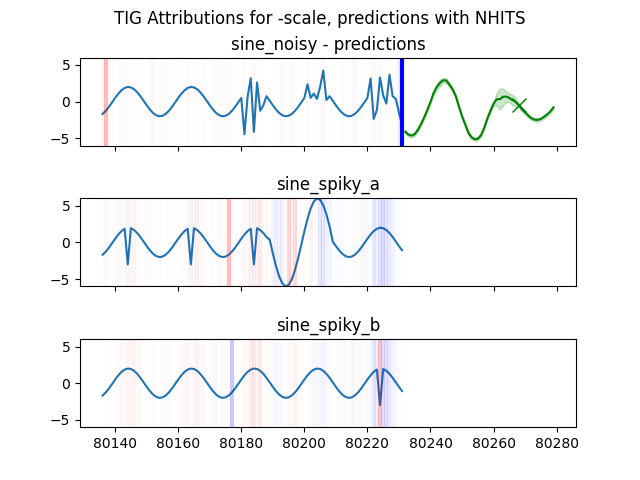 TIG Attributions for -scale, predictions with NHITS
sine_noisy - predictions
5
0
−5
sine_spiky_a
5
0
−5
sine_spiky_b
5
0
−5
80140 80160 80180 80200 80220 80240 80260 80280